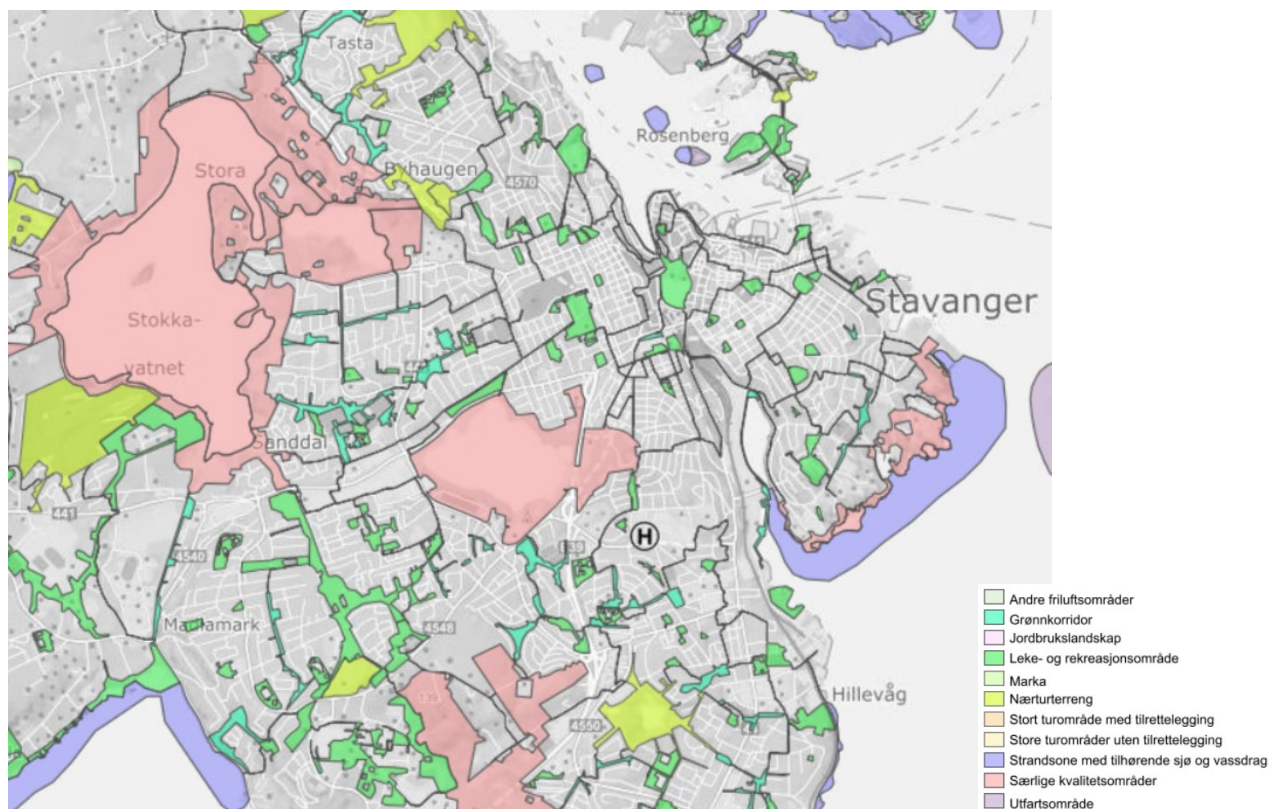 Tasta
Rosenberg
Stora
Byhaugen
4570
Stavanger
Stokka-
vatnet
Sanddal
441
H
4540
Mariamark
4548
4550
Hillevåg
44
Andre friluftsområder
Grønnkorridor
Jordbrukslandskap
Leke- og rekreasjonsområde
Marka
Nærturterreng
Stort turområde med tilrettelegging
Store turområder uten tilrettelegging
Strandsone med tilhørende sjø og vassdrag
Særlige kvalitetsområder
Utfartsområde